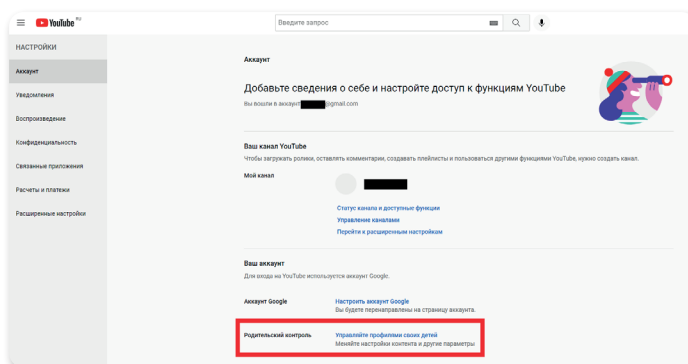 YouTube RU
Введите запрос
НАСТРОЙКИ
Аккаунт
Уведомления
Воспроизведение
Конфиденциальность
Связанные приложения
Расчеты и платежи
Расширенные настройки
Аккаунт
Добавьте сведения о себе и настройте доступ к функциям YouTube
Вы вошли в аккаунт @gmail.com
Ваш канал YouTube
Чтобы загружать ролики, оставлять комментарии, создавать плейлисты и пользоваться другими функциями YouTube, нужно создать канал.
Мой канал
Статус канала и доступные функции
Управление каналами
Перейти к расширенным настройкам
Ваш аккаунт
Для входа на YouTube используется аккаунт Google.
Аккаунт Google Настроить аккаунт Google
Вы будете перенаправлены на страницу аккаунта.
Родительский контроль Управляйте профилями своих детей
Меняйте настройки контента и другие параметры